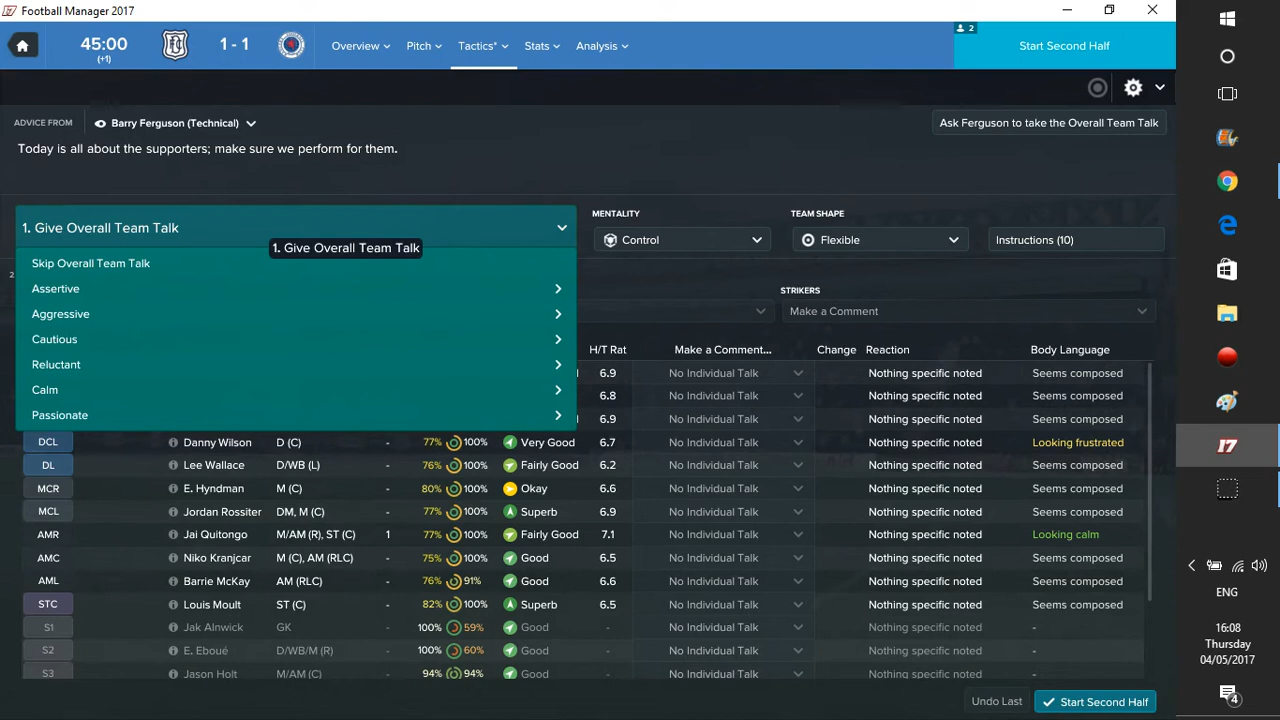 Football Manager 2017
45:00
(+1)
1 - 1
Overview
Pitch
Tactics*
Stats
Analysis
2
Start Second Half
ADVICE FROM
Barry Ferguson (Technical)
Ask Ferguson to take the Overall Team Talk
Today is all about the supporters; make sure we perform for them.
1. Give Overall Team Talk
1. Give Overall Team Talk
Skip Overall Team Talk
Assertive
Aggressive
Cautious
Reluctant
Calm
Passionate
MENTALITY
Control
TEAM SHAPE
Flexible
Instructions (10)
2
STRIKERS
Make a Comment
H/T Rat Make a Comment... Change Reaction Body Language
6.9 No Individual Talk Nothing specific noted Seems composed
6.8 No Individual Talk Nothing specific noted Seems composed
6.9 No Individual Talk Nothing specific noted Seems composed
DCL Danny Wilson D (C) - 77% 100% Very Good 6.7 No Individual Talk Nothing specific noted Looking frustrated
DL Lee Wallace D/WB (L) - 76% 100% Fairly Good 6.2 No Individual Talk Nothing specific noted Seems composed
MCR E. Hyndman M (C) - 80% 100% Okay 6.6 No Individual Talk Nothing specific noted Seems composed
MCL Jordan Rossiter DM, M (C) - 77% 100% Superb 6.9 No Individual Talk Nothing specific noted Seems composed
AMR Jai Quitongo M/AM (R), ST (C) 1 77% 100% Fairly Good 7.1 No Individual Talk Nothing specific noted Looking calm
AMC Niko Kranjcar M (C), AM (RLC) - 75% 100% Good 6.5 No Individual Talk Nothing specific noted Seems composed
AML Barrie McKay AM (RLC) - 76% 91% Good 6.6 No Individual Talk Nothing specific noted Seems composed
STC Louis Moult ST (C) - 82% 100% Superb 6.5 No Individual Talk Nothing specific noted Seems composed
S1 Jak Alnwick GK 100% 59% Good - No Individual Talk Nothing specific noted -
S2 E. Eboué D/WB/M (R) 100% 60% Good - No Individual Talk Nothing specific noted -
S3 Jason Holt M/AM (C) 94% 94% Good - No Individual Talk Nothing specific noted -
Undo Last
Start Second Half
17
ENG
16:08
Thursday
04/05/2017
4